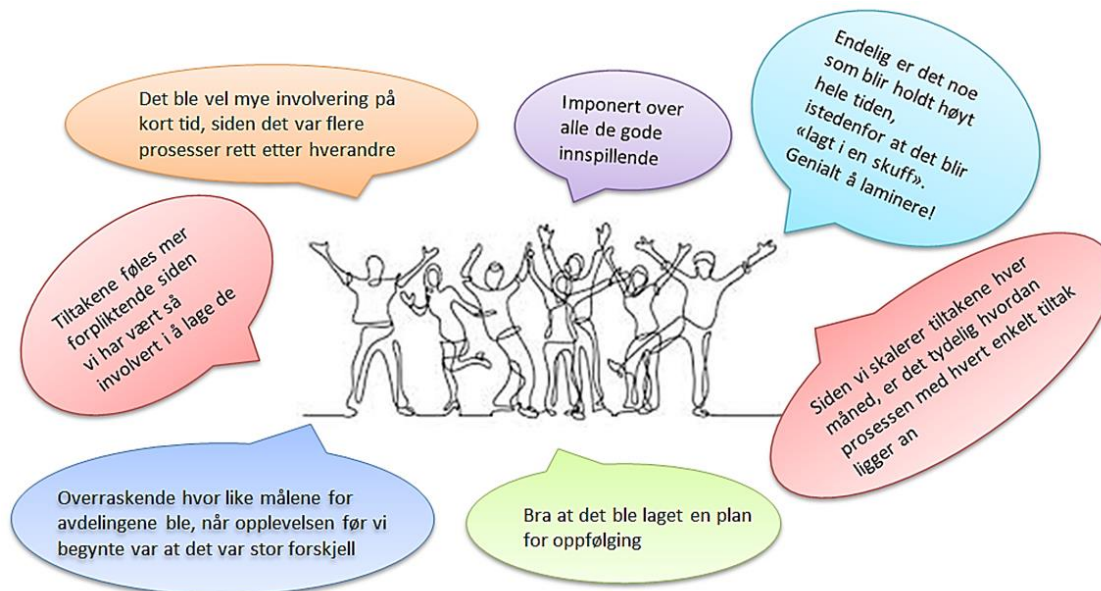 Det ble vel mye involvering på
kort tid, siden det var flere
prosesser rett etter hverandre
Imponert over
alle de gode
innspillende
Endelig er det noe
som blir holdt høyt
hele tiden,
istedenfor at det blir
«lagt i en skuff».
Genialt å laminere!
Tiltakene føles mer
forpliktende siden
vi har vært så
involvert i å lage de
Siden vi skalerer tiltakene hver
måned, er det tydelig hvordan
prosessen med hvert enkelt tiltak
ligger an
Overraskende hvor like målene for
avdelingene ble, når opplevelsen før vi
begynte var at det var stor forskjell
Bra at det ble laget en plan
for oppfølging